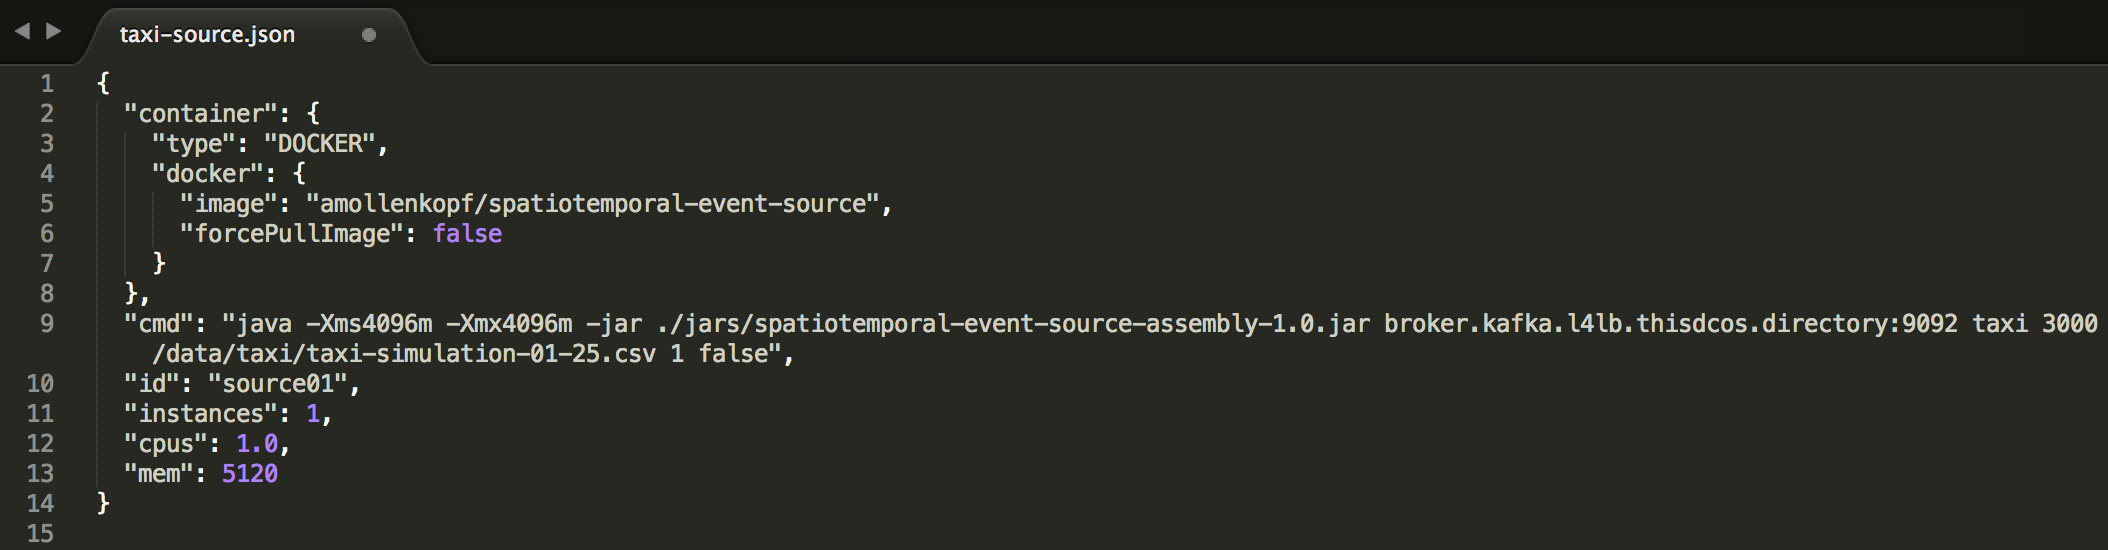 taxi-source.json
1 {
2 "container": {
3 "type": "DOCKER",
4 "docker": {
5 "image": "amollenkopf/spatiotemporal-event-source",
6 "forcePullImage": false
7 }
8 },
9 "cmd": "java -Xms4096m -Xmx4096m -jar ./jars/spatiotemporal-event-source-assembly-1.0.jar broker.kafka.l4lb.thisdcos.directory:9092 taxi 3000
/data/taxi/taxi-simulation-01-25.csv 1 false",
10 "id": "source01",
11 "instances": 1,
12 "cpus": 1.0,
13 "mem": 5120
14 }
15